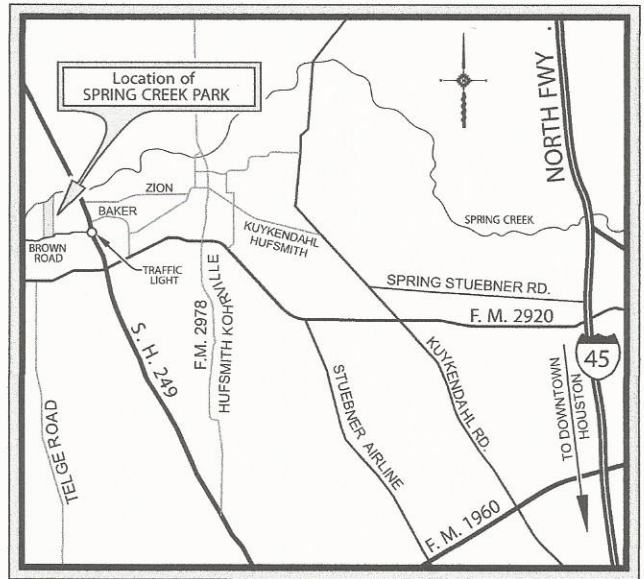 Location of
SPRING CREEK PARK
NORTH FWY
ZION
BAKER
BROWN
ROAD
TRAFFIC
LIGHT
KUYKENDAHL
HUFSMITH
SPRING CREEK
SPRING STUEBNER RD.
F. M. 2920
S. H. 249
F.M. 2978
HUFSMITH KOHRVILLE
TELGE ROAD
STUEBNER AIRLINE
KUYKENDAHL RD.
F. M. 1960
45
TO DOWNTOWN
HOUSTON